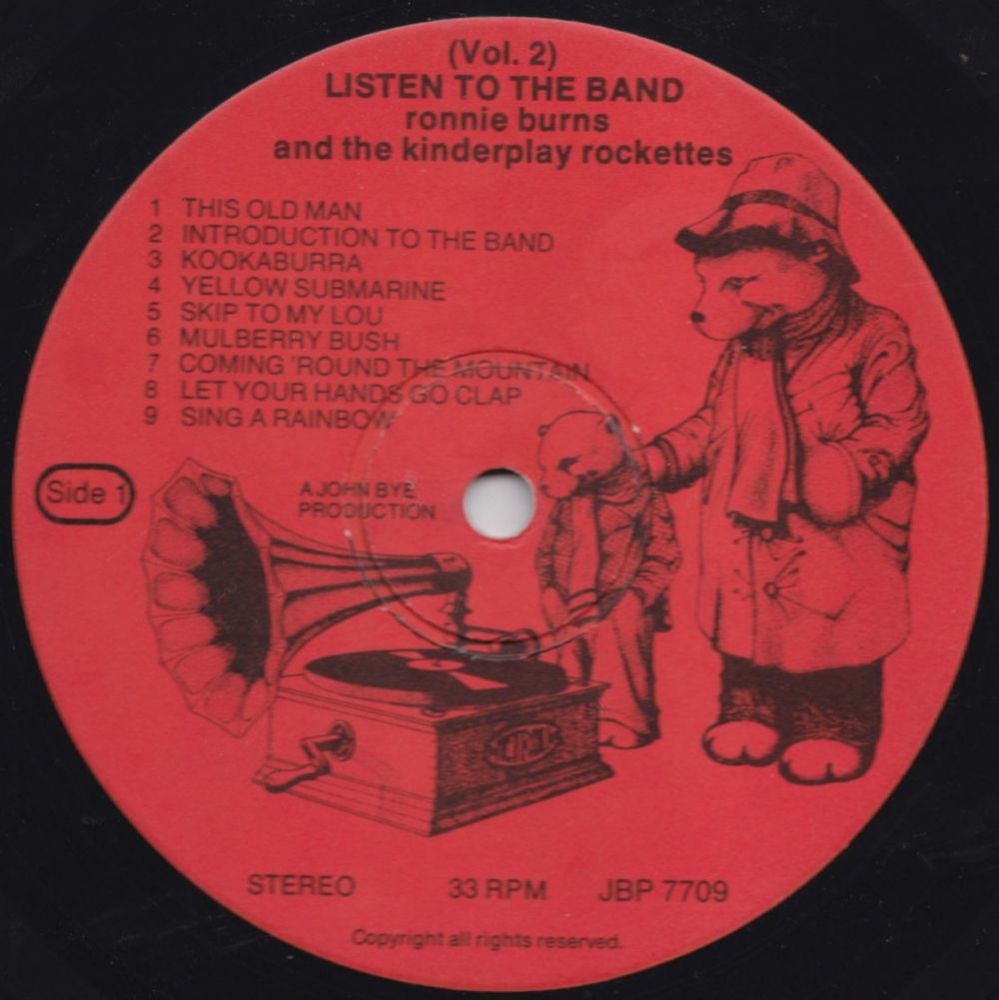 (Vol. 2)
LISTEN TO THE BAND
ronnie burns
and the kinderplay rockettes
1 THIS OLD MAN
2 INTRODUCTION TO THE BAND
3 KOOKABURRA
4 YELLOW SUBMARINE
5 SKIP TO MY LOU
6 MULBERRY BUSH
7 COMING 'ROUND THE MOUNTAIN
8 LET YOUR HANDS GO CLAP
9 SING A RAINBOW
Side 1
A JOHN BYE
PRODUCTION
STEREO 33 RPM JBP 7709
Copyright all rights reserved.